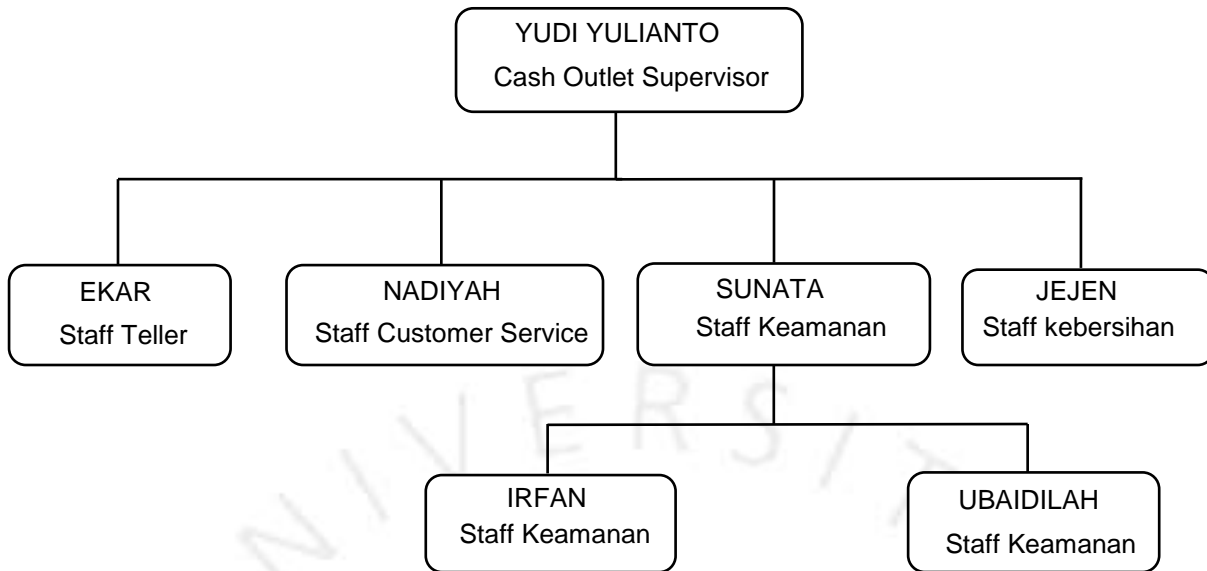 YUDI YULIANTO
Cash Outlet Supervisor
EKAR
Staff Teller
NADIYAH
Staff Customer Service
SUNATA
Staff Keamanan
JEJEN
Staff kebersihan
IRFAN
Staff Keamanan
UBAIDILAH
Staff Keamanan
NIVERSIT